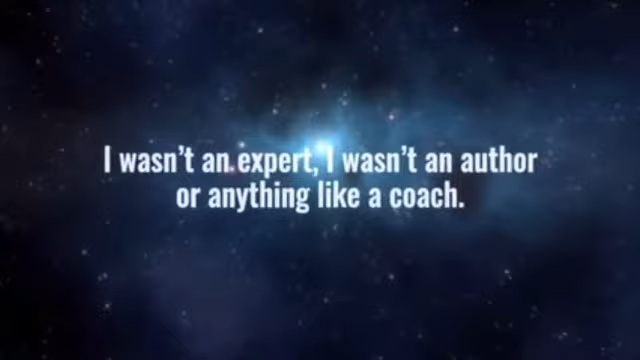 I wasn’t an expert, I wasn’t an author
or anything like a coach.